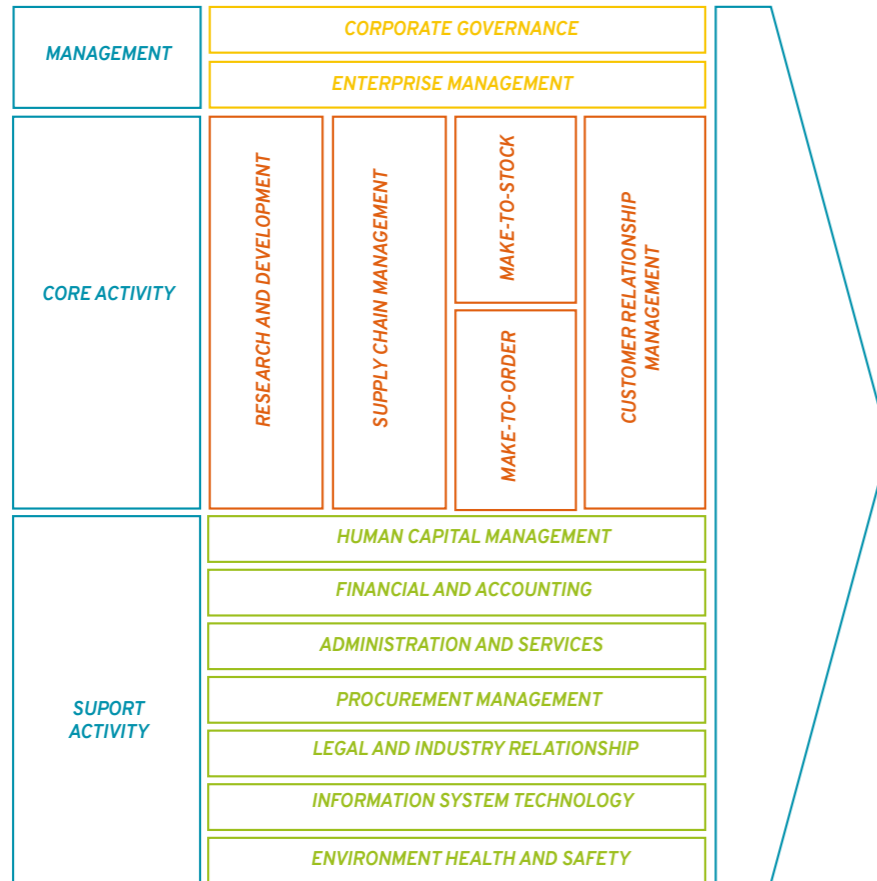 MANAGEMENT
CORPORATE GOVERNANCE
ENTERPRISE MANAGEMENT
CORE ACTIVITY
RESEARCH AND DEVELOPMENT
SUPPLY CHAIN MANAGEMENT
MAKE-TO-STOCK
MAKE-TO-ORDER
CUSTOMER RELATIONSHIP
MANAGEMENT
SUPORT
ACTIVITY
HUMAN CAPITAL MANAGEMENT
FINANCIAL AND ACCOUNTING
ADMINISTRATION AND SERVICES
PROCUREMENT MANAGEMENT
LEGAL AND INDUSTRY RELATIONSHIP
INFORMATION SYSTEM TECHNOLOGY
ENVIRONMENT HEALTH AND SAFETY